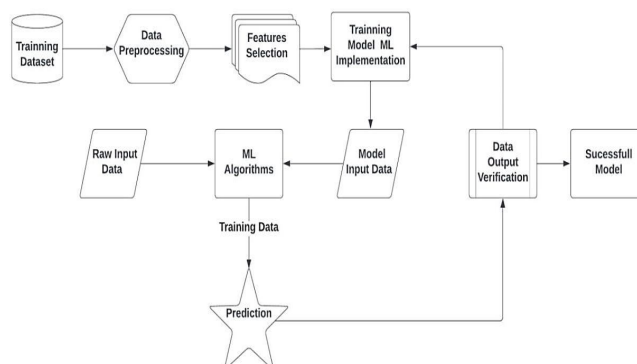 Trainning
Dataset
Data
Preprocessing
Features
Selection
Trainning
Model ML
Implementation
Raw Input
Data
ML
Algorithms
Model
Input Data
Data
Output
Verification
Sucessfull
Model
Training Data
Prediction